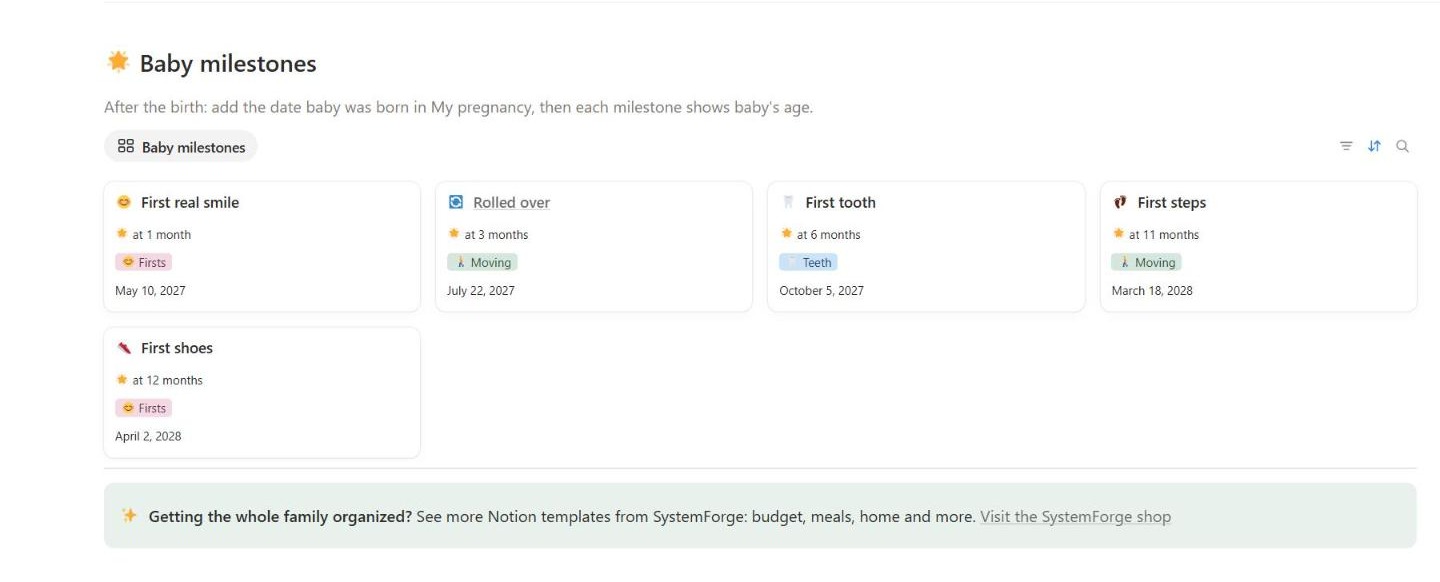 Baby milestones
After the birth: add the date baby was born in My pregnancy, then each milestone shows baby's age.
Baby milestones
First real smile
at 1 month
Firsts
May 10, 2027
Rolled over
at 3 months
Moving
July 22, 2027
First tooth
at 6 months
Teeth
October 5, 2027
First steps
at 11 months
Moving
March 18, 2028
First shoes
at 12 months
Firsts
April 2, 2028
Getting the whole family organized? See more Notion templates from SystemForge: budget, meals, home and more. Visit the SystemForge shop